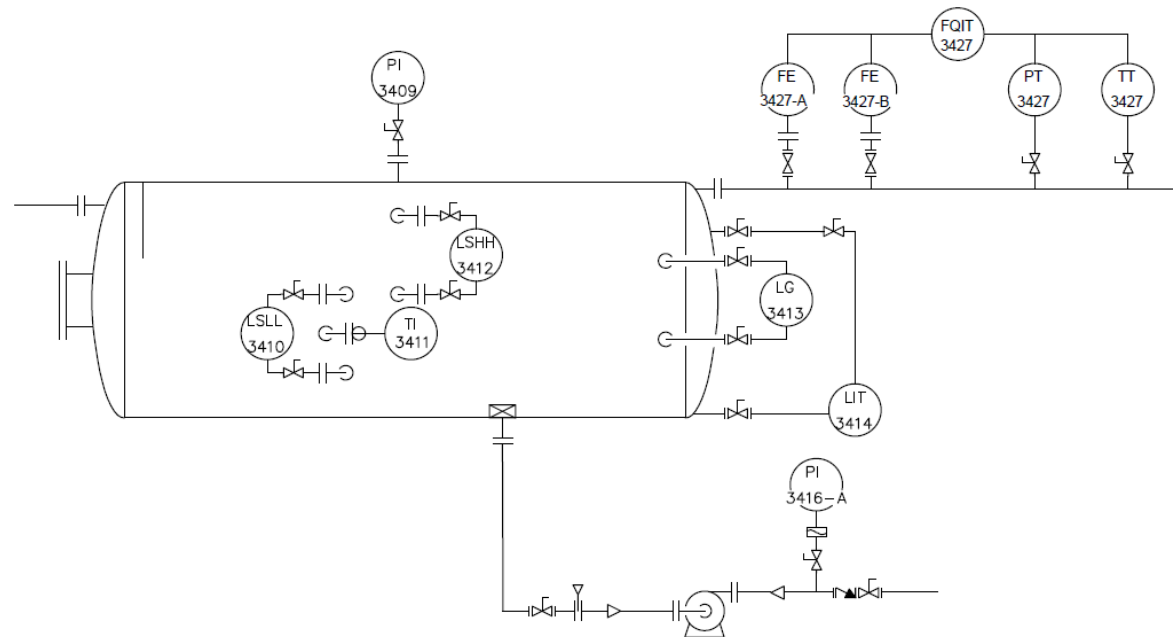 FQIT
3427
PI
3409
FE
3427-A
FE
3427-B
PT
3427
TT
3427
LSHH
3412
LSLL
3410
TI
3411
LG
3413
LIT
3414
PI
3416-A